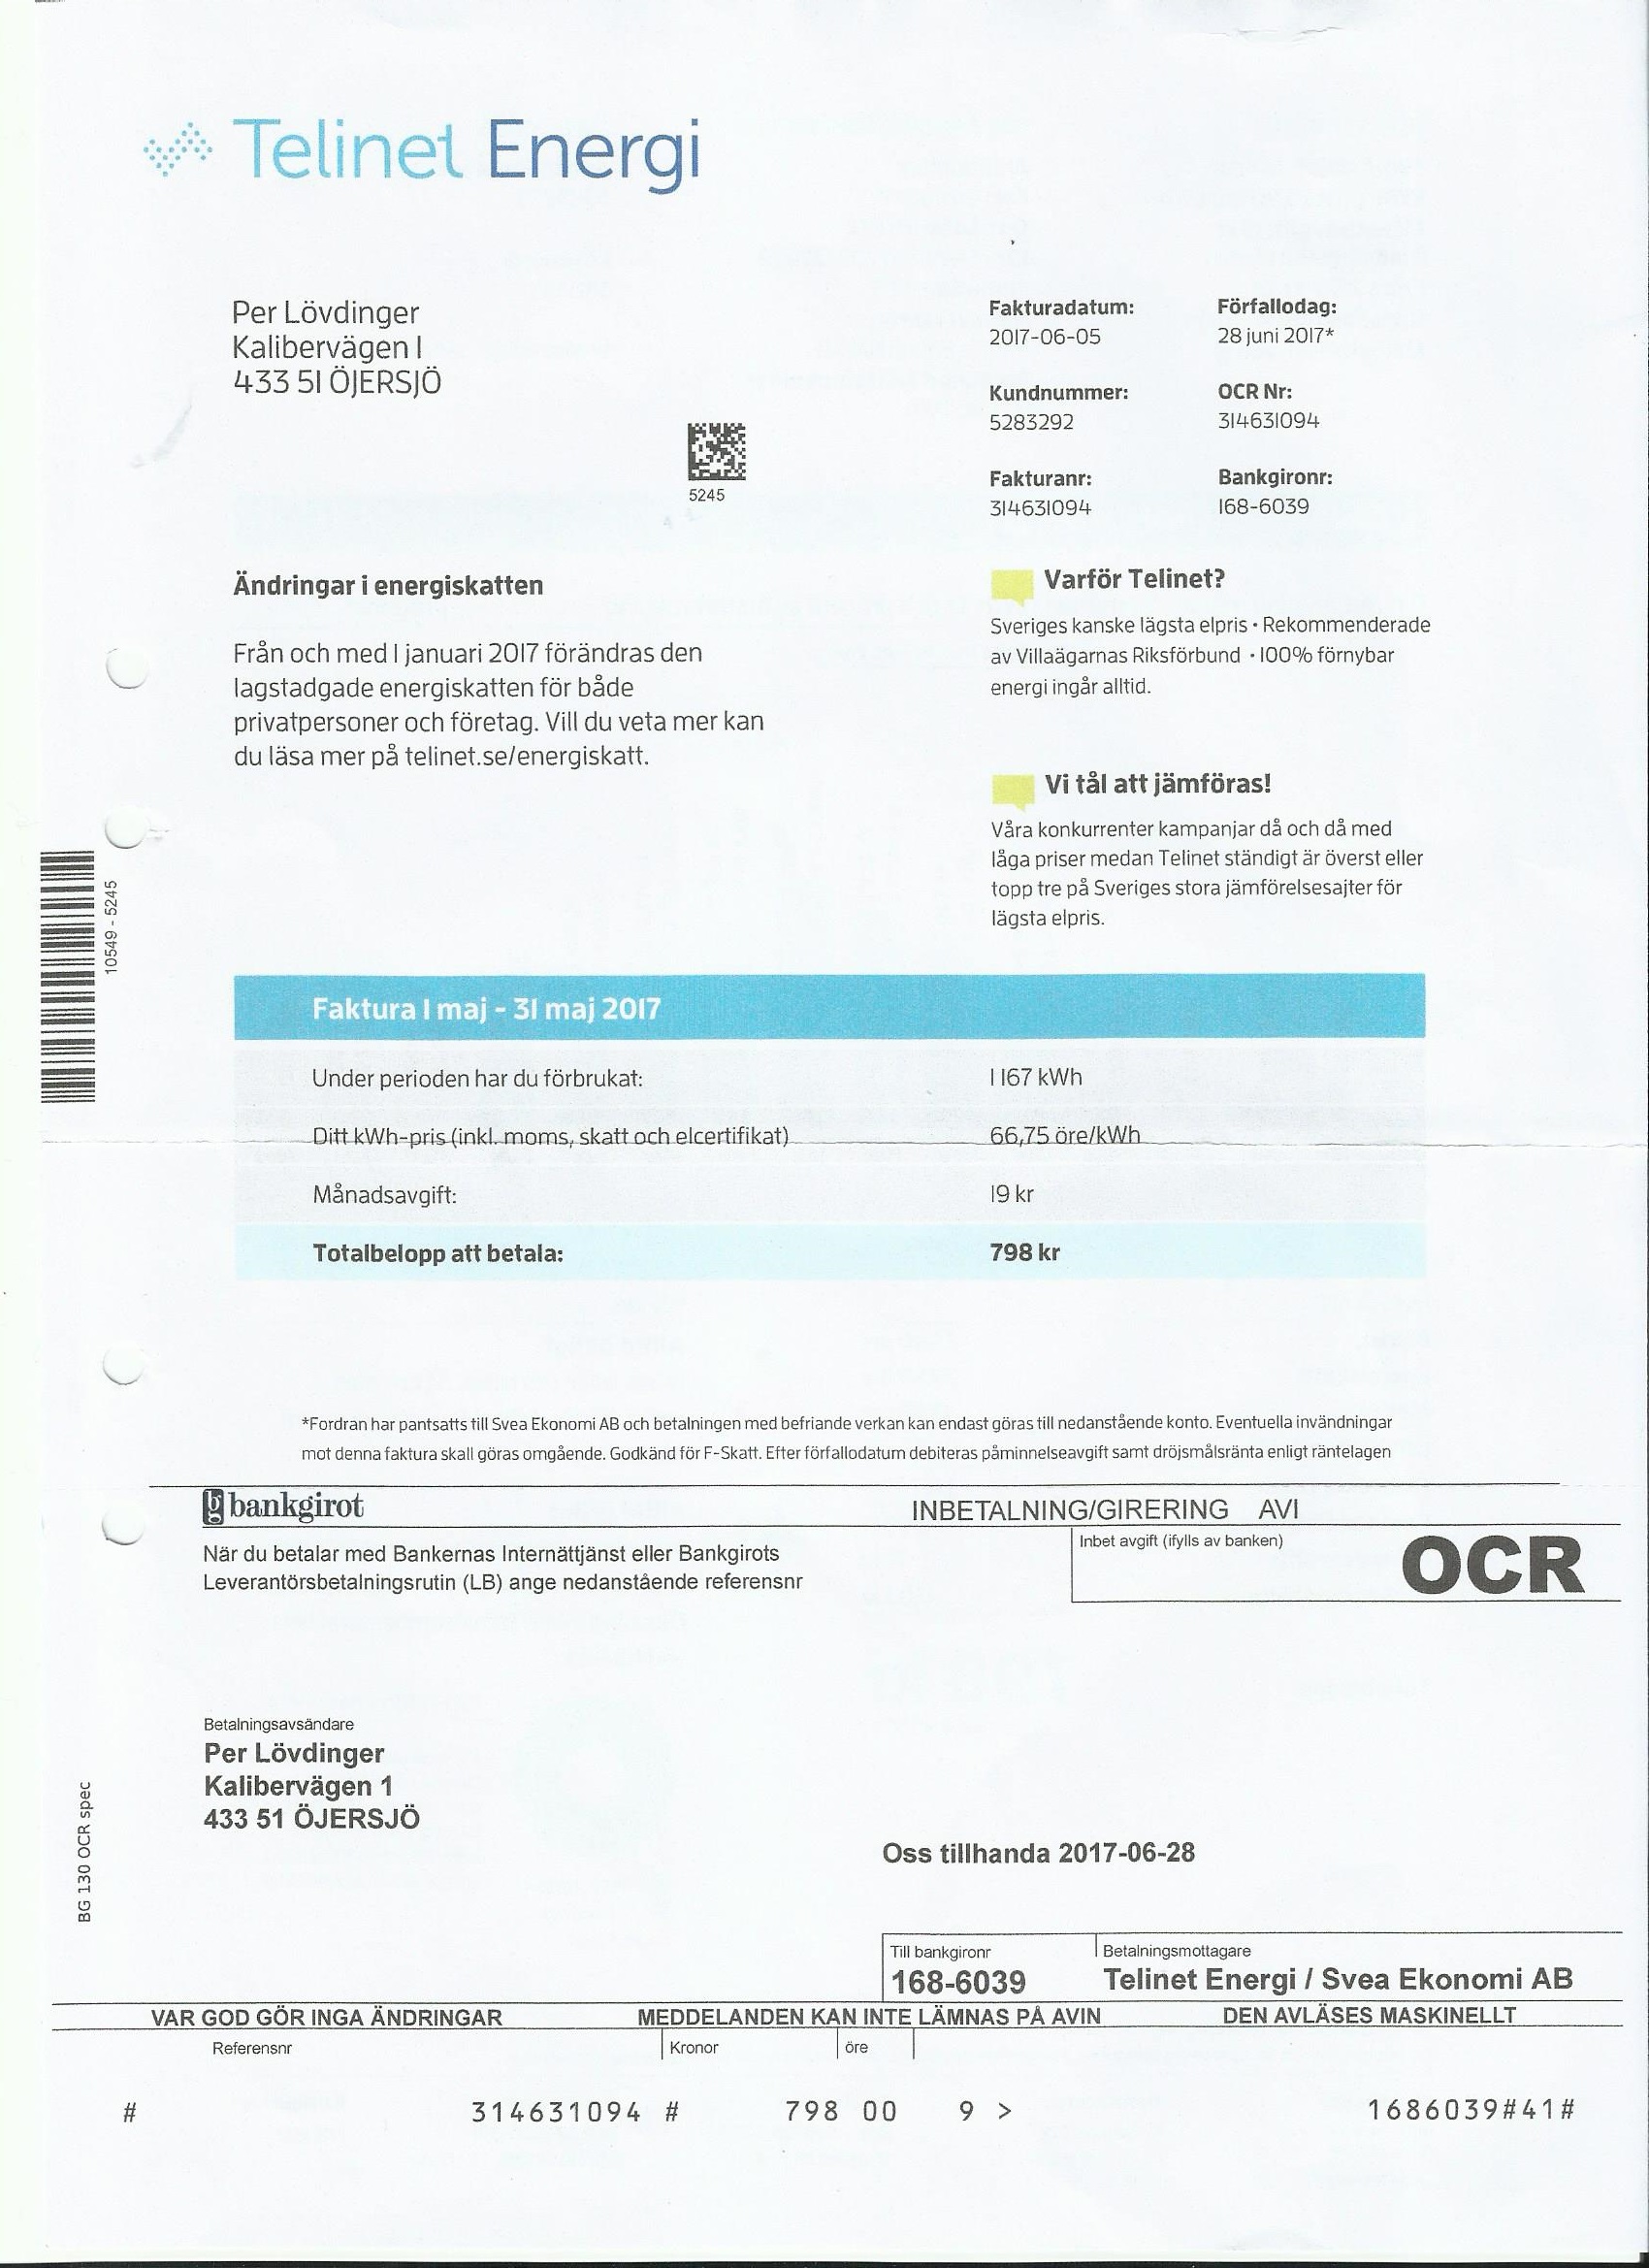 Telinet Energi
Per Lövdinger
Kalibervägen 1
433 51 ÖJERSJÖ
5245
Fakturadatum:
2017-06-05
Förfallodag:
28 juni 2017*
Kundnummer:
5283292
OCR Nr:
314631094
Fakturanr:
314631094
Bankgironr:
168-6039
Ändringar i energiskatten
Från och med 1 januari 2017 förändras den
lagstadgade energiskatten för både
privatpersoner och företag. Vill du veta mer kan
du läsa mer på telinet.se/energiskatt.
Varför Telinet?
Sveriges kanske lägsta elpris • Rekommenderade
av Villaägarnas Riksförbund • 100% förnybar
energi ingår alltid.
Vi tål att jämföras!
Våra konkurrenter kampanjar då och då med
låga priser medan Telinet ständigt är överst eller
topp tre på Sveriges stora jämförelsesajter för
lägsta elpris.
10549 - 5245
Faktura 1 maj - 31 maj 2017
Under perioden har du förbrukat: 1 167 kWh
Ditt kWh-pris (inkl. moms, skatt och elcertifikat) 66,75 öre/kWh
Månadsavgift: 19 kr
Totalbelopp att betala: 798 kr
*Fordran har pantsatts till Svea Ekonomi AB och betalningen med befriande verkan kan endast göras till nedanstående konto. Eventuella invändningar
mot denna faktura skall göras omgående. Godkänd för F-Skatt. Efter förfallodatum debiteras påminnelseavgift samt dröjsmålsränta enligt räntelagen
bankgirot
INBETALNING/GIRERING AVI
När du betalar med Bankernas Internättjänst eller Bankgirots
Leverantörsbetalningsrutin (LB) ange nedanstående referensnr
Inbet avgift (ifylls av banken)
OCR
Betalningsavsändare
Per Lövdinger
Kalibervägen 1
433 51 ÖJERSJÖ
BG 130 OCR spec
Oss tillhanda 2017-06-28
Till bankgironr
168-6039
Betalningsmottagare
Telinet Energi / Svea Ekonomi AB
VAR GOD GÖR INGA ÄNDRINGAR MEDDELANDEN KAN INTE LÄMNAS PÅ AVIN DEN AVLÄSES MASKINELLT
Referensnr Kronor öre
# 314631094 # 798 00 9 > 1686039#41#